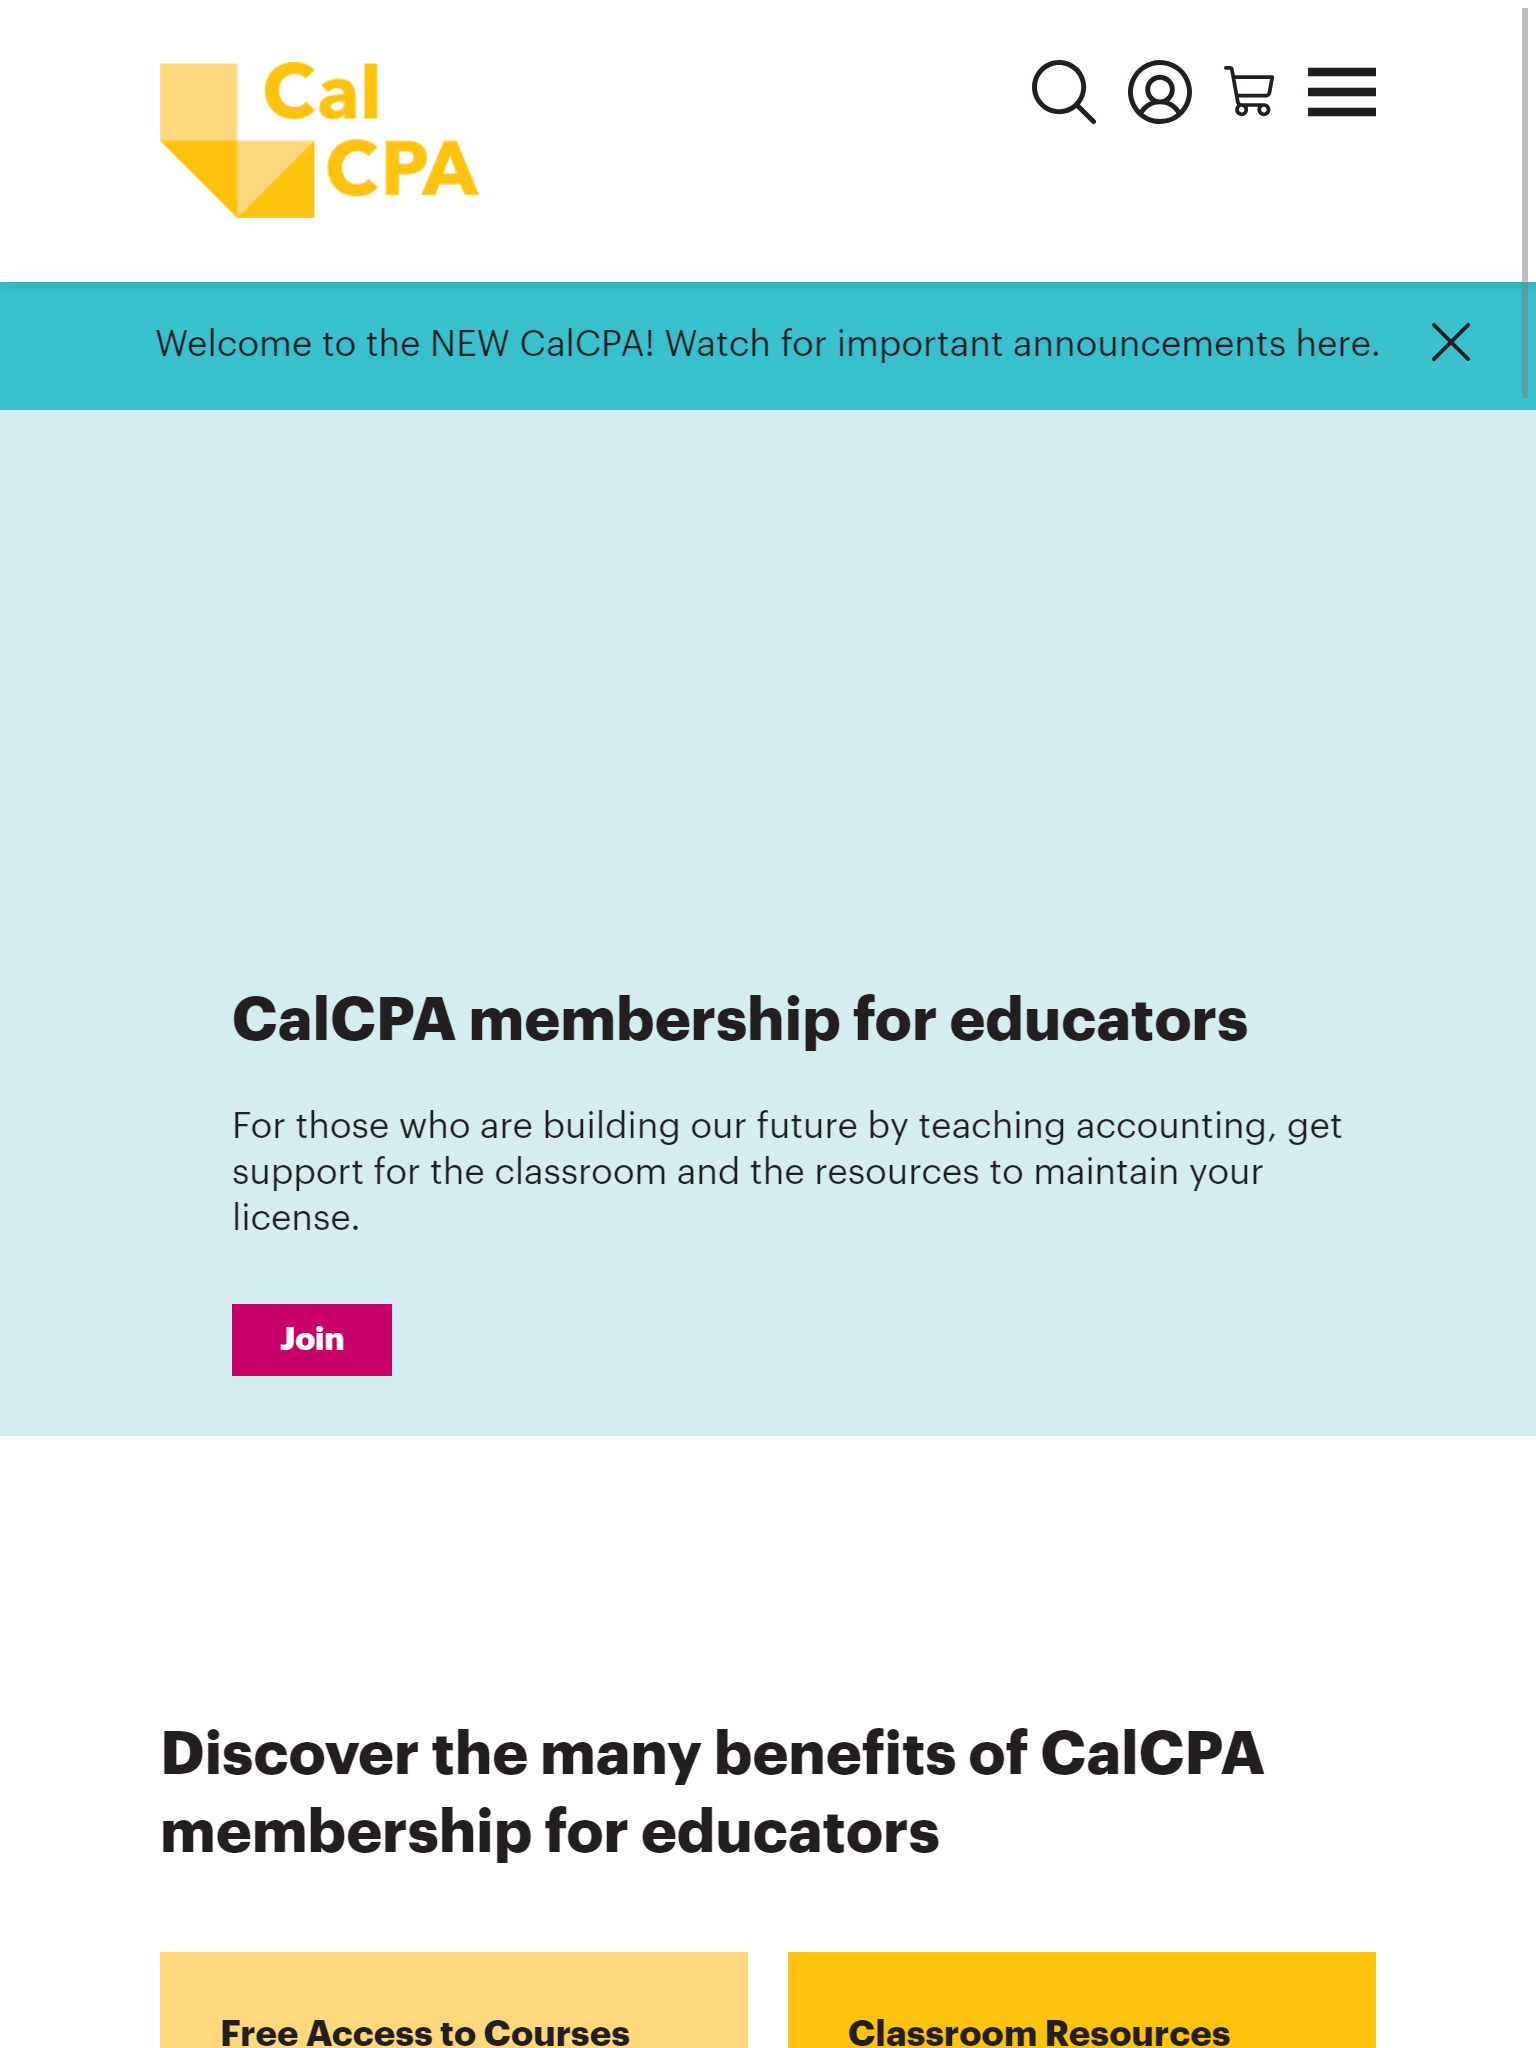 Cal
CPA
Welcome to the NEW CalCPA! Watch for important announcements here.
CalCPA membership for educators
For those who are building our future by teaching accounting, get
support for the classroom and the resources to maintain your
license.
Join
Discover the many benefits of CalCPA
membership for educators
Free Access to Courses
Classroom Resources